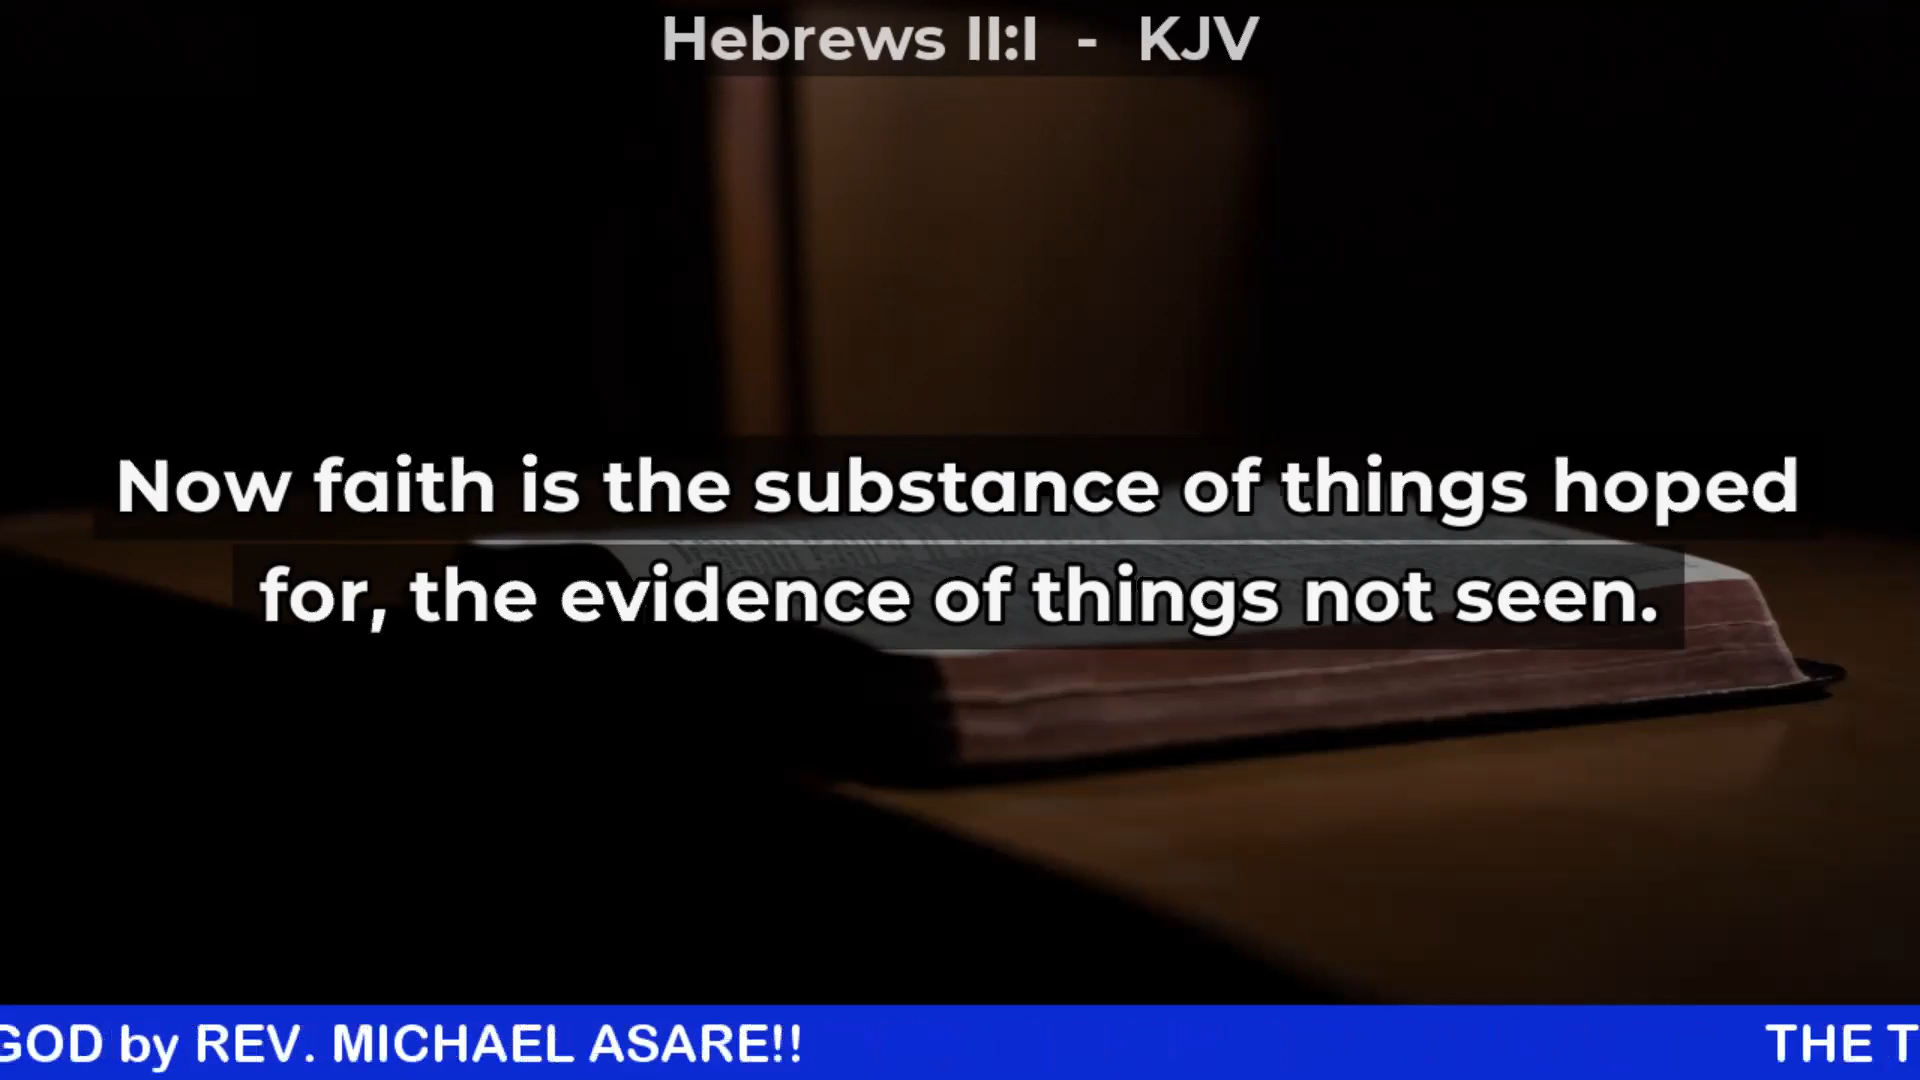 Hebrews 11:1 - KJV
Now faith is the substance of things hoped
for, the evidence of things not seen.
GOD by REV. MICHAEL ASARE!! THE